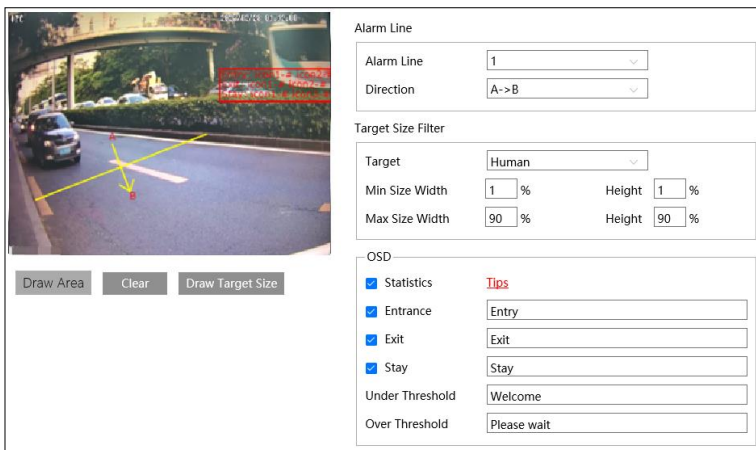 Alarm Line
Alarm Line 1
Direction A->B
Target Size Filter
Target Human
Min Size Width 1 % Height 1 %
Max Size Width 90 % Height 90 %
OSD
Statistics Tips
Entrance Entry
Exit Exit
Stay Stay
Under Threshold Welcome
Over Threshold Please wait
A
B
Draw Area Clear Draw Target Size